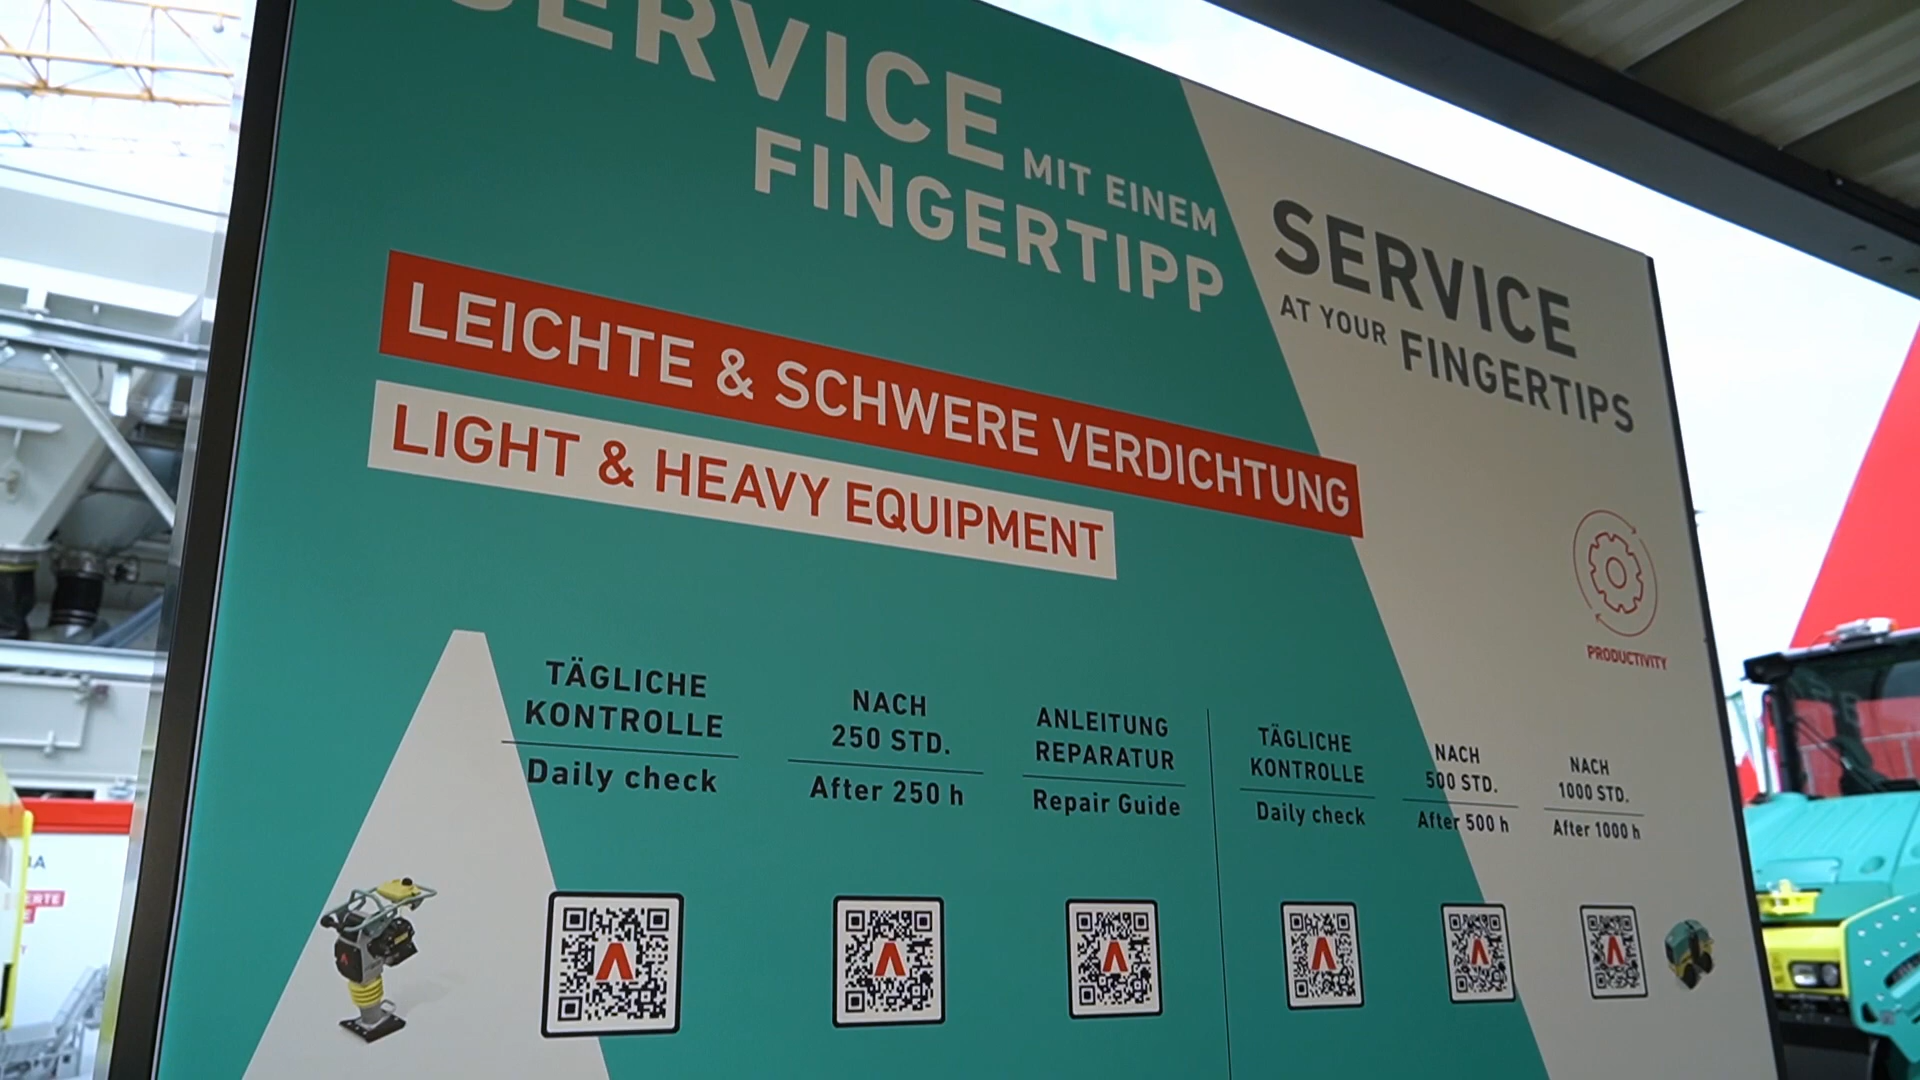 SERVICE
MIT EINEM
FINGERTIPP
SERVICE
AT YOUR FINGERTIPS
LEICHTE & SCHWERE VERDICHTUNG
LIGHT & HEAVY EQUIPMENT
PRODUCTIVITY
TÄGLICHE
KONTROLLE
Daily check
NACH
250 STD.
After 250 h
ANLEITUNG
REPARATUR
Repair Guide
TÄGLICHE
KONTROLLE
Daily check
NACH
500 STD.
After 500 h
NACH
1000 STD.
After 1000 h